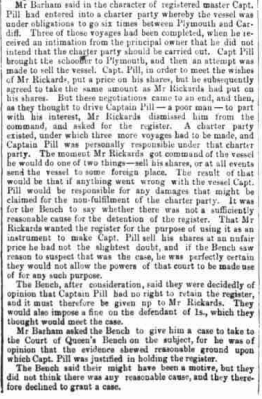 Mr Barham said in the character of registered master Capt.
Pill had entered into a charter party whereby the vessel was
under obligations to go six times between Plymouth and Car-
diff. Three of those voyages had been completed, when he re-
ceived an intimation from the principal owner that he did not
intend that the charter party should be carried out. Capt Pill
brought the schooner to Plymouth, and then an attempt was
made to sell the vessel. Capt. Pill, in order to meet the wishes
of Mr Rickards, put a price on his shares, but he subsequently
agreed to take the same amount as Mr Rickards had put on
his shares. But these negotiations came to an end, and then,
as they thought to drive Captain Pill—a poor man—to part
with his interest, Mr Rickards dismissed him from the
command, and asked for the register. A charter party
existed, under which three more voyages had to be made, and
Captain Pill was personally responsible under that charter
party. The moment Mr Rickards got command of the vessel
he would do one of two things—sell his shares, or at all events
send the vessel to some foreign place. The result of that
would be that if anything went wrong with the vessel Capt.
Pill would be responsible for any damages that might be
claimed for the non-fulfilment of the charter party. It was
for the Bench to say whether there was not a sufficiently
reasonable cause for the detention of the register. That Mr
Rickards wanted the register for the purpose of using it as an
instrument to make Capt. Pill sell his shares at an unfair
price he had not the slightest doubt, and if the Bench saw
reason to suspect that was the case, he was perfectly certain
they would not allow the powers of that court to be made use
of for any such purpose.
The Bench, after consideration, said they were decidedly of
opinion that Captain Pill had no right to retain the register,
and it must therefore be given up to Mr Rickards. They
would also impose a fine on the defendant of 1s., which they
thought would meet the case.
Mr Barham asked the Bench to give him a case to take to
the Court of Queen's Bench on the subject, for he was of
opinion that the evidence shewed reasonable ground upon
which Capt. Pill was justified in holding the register.
The Bench said their might have been a motive, but they
did not think there was any reasonable cause, and they there-
fore declined to grant a case.